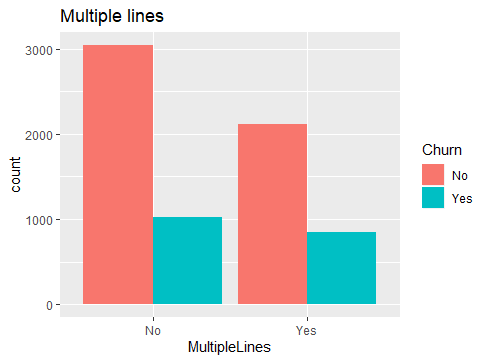 Multiple lines
3000
2000
1000
0
count
No
Yes
MultipleLines
Churn
No
Yes